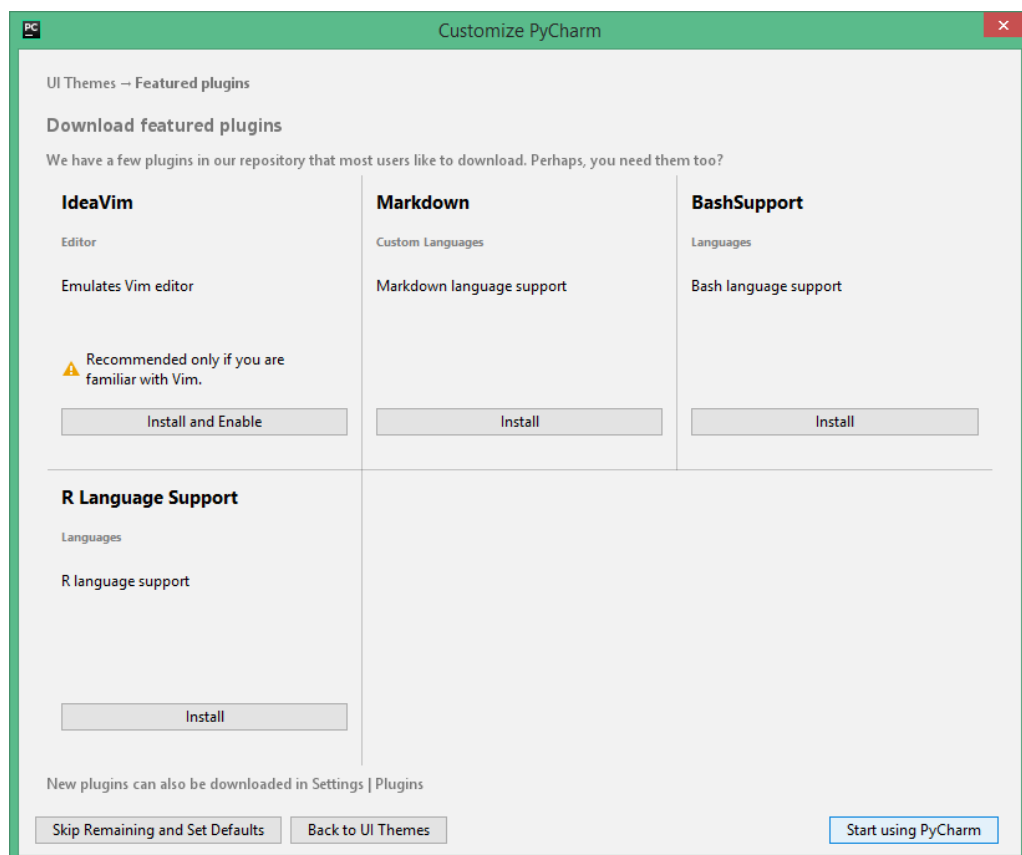 PC
Customize PyCharm
UI Themes → Featured plugins
Download featured plugins
We have a few plugins in our repository that most users like to download. Perhaps, you need them too?
IdeaVim
Editor
Emulates Vim editor
Recommended only if you are
familiar with Vim.
Install and Enable
Markdown
Custom Languages
Markdown language support
Install
BashSupport
Languages
Bash language support
Install
R Language Support
Languages
R language support
Install
New plugins can also be downloaded in Settings | Plugins
Skip Remaining and Set Defaults
Back to UI Themes
Start using PyCharm